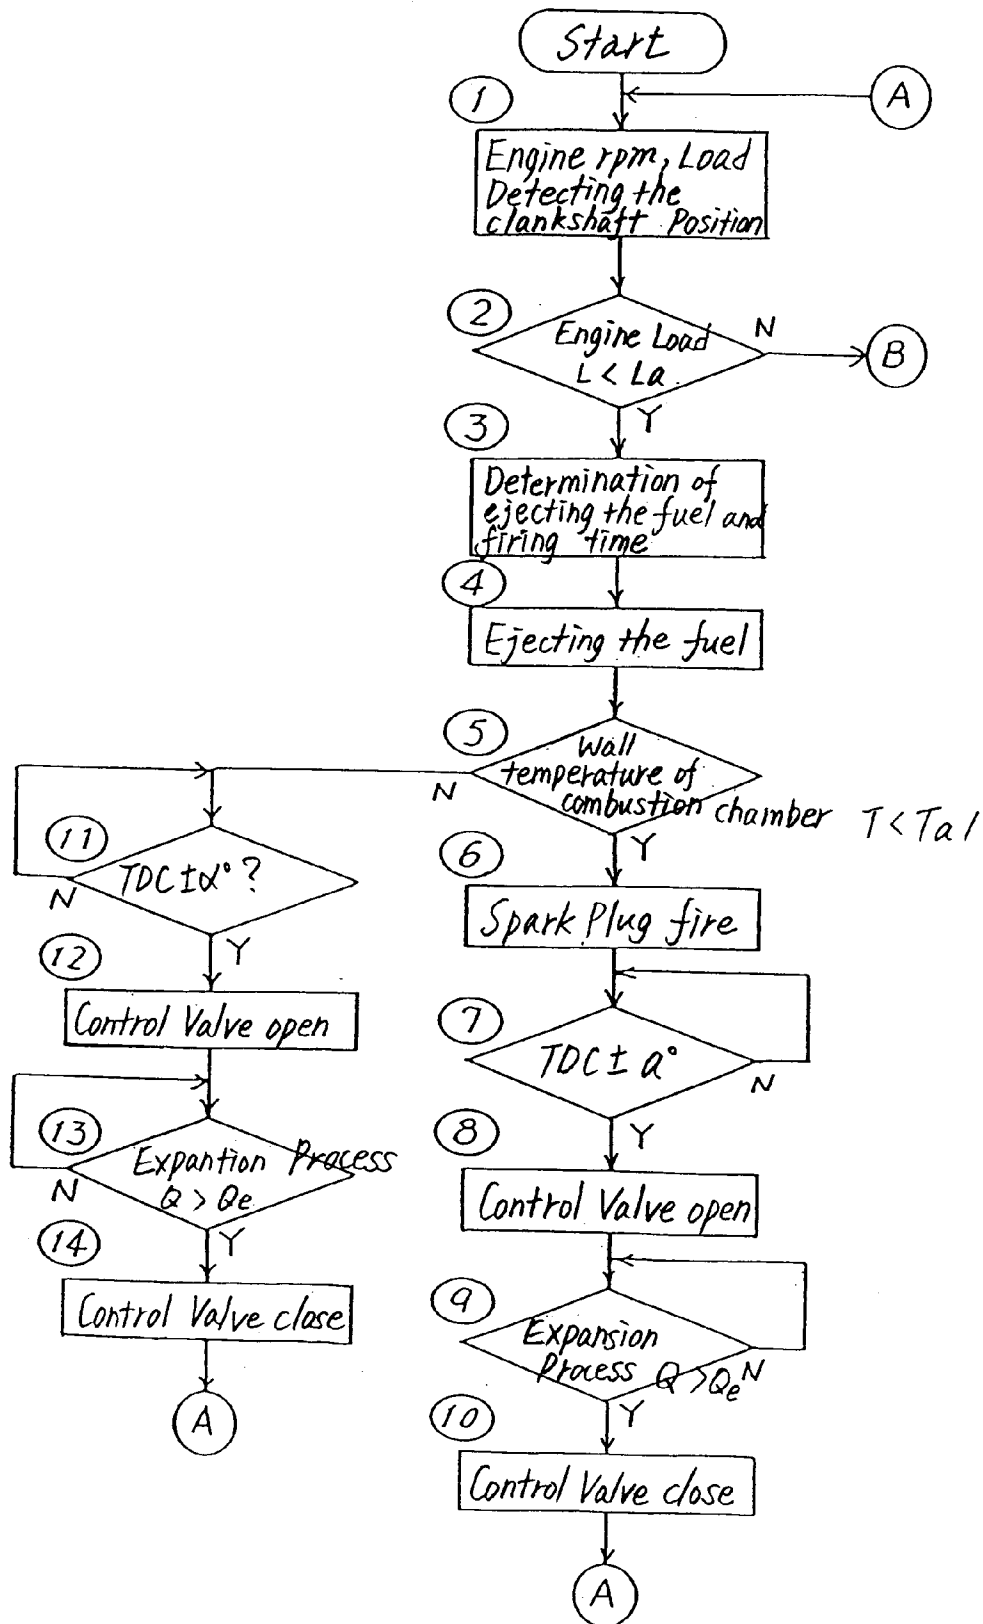 Start
A
1
Engine rpm, Load
Detecting the
clankshaft Position
2
Engine Load
L < La
N
B
Y
3
Determination of
ejecting the fuel and
firing time
4
Ejecting the fuel
5
Wall
temperature of
combustion chamber T < Ta1
N
Y
6
Spark Plug fire
7
TDC ± a°
N
Y
8
Control Valve open
9
Expansion
Process Q > Qe
N
Y
10
Control Valve close
A
11
TDC ± α° ?
N
Y
12
Control Valve open
13
Expantion Process
Q > Qe
N
Y
14
Control Valve close
A